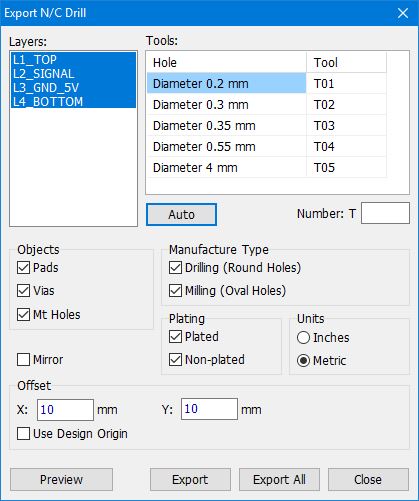 Export N/C Drill
Layers:
L1_TOP
L2_SIGNAL
L3_GND_5V
L4_BOTTOM
Tools:
Hole Tool
Diameter 0.2 mm T01
Diameter 0.3 mm T02
Diameter 0.35 mm T03
Diameter 0.55 mm T04
Diameter 4 mm T05
Auto
Number: T
Objects
Pads
Vias
Mt Holes
Manufacture Type
Drilling (Round Holes)
Milling (Oval Holes)
Plating
Plated
Non-plated
Units
Inches
Metric
Mirror
Offset
X: 10 mm Y: 10 mm
Use Design Origin
Preview Export Export All Close